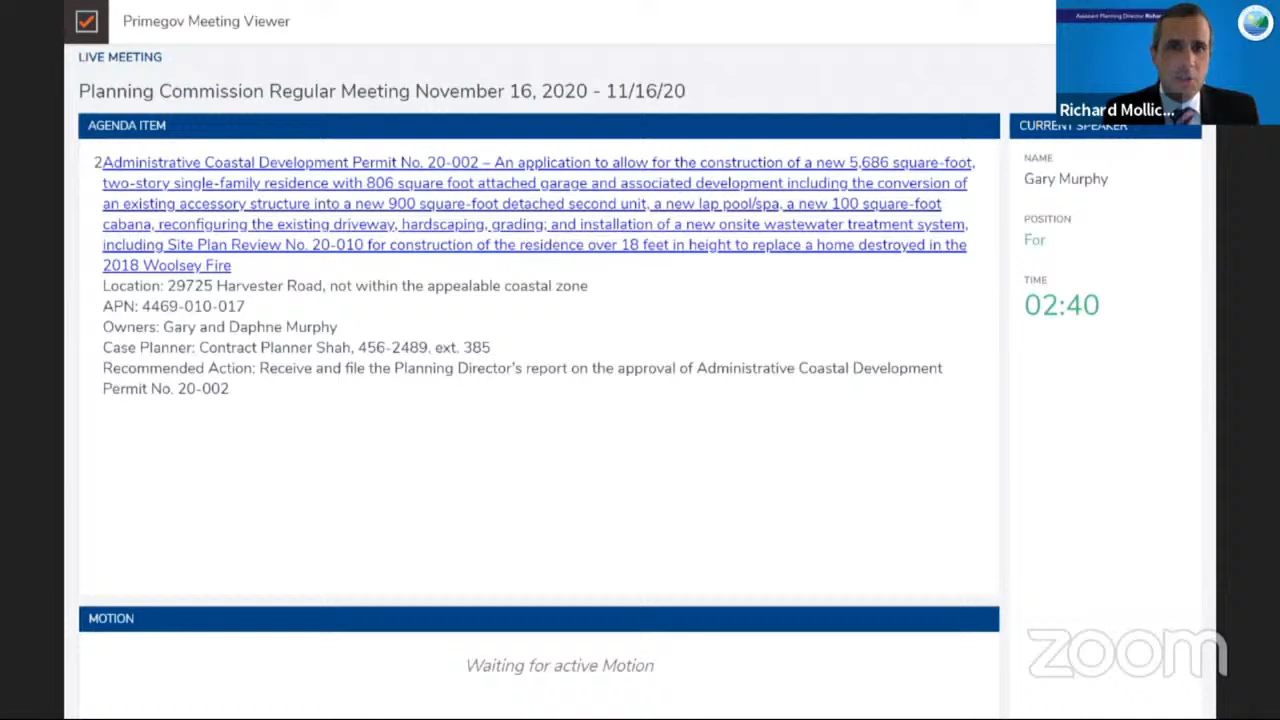 Primegov Meeting Viewer
LIVE MEETING
Planning Commission Regular Meeting November 16, 2020 - 11/16/20
AGENDA ITEM
2Administrative Coastal Development Permit No. 20-002 – An application to allow for the construction of a new 5,686 square-foot,
two-story single-family residence with 806 square foot attached garage and associated development including the conversion of
an existing accessory structure into a new 900 square-foot detached second unit, a new lap pool/spa, a new 100 square-foot
cabana, reconfiguring the existing driveway, hardscaping, grading; and installation of a new onsite wastewater treatment system,
including Site Plan Review No. 20-010 for construction of the residence over 18 feet in height to replace a home destroyed in the
2018 Woolsey Fire
Location: 29725 Harvester Road, not within the appealable coastal zone
APN: 4469-010-017
Owners: Gary and Daphne Murphy
Case Planner: Contract Planner Shah, 456-2489, ext. 385
Recommended Action: Receive and file the Planning Director's report on the approval of Administrative Coastal Development
Permit No. 20-002
MOTION
Waiting for active Motion
Assistant Planning Director Richar
Richard Mollic...
CURRENT SPEAKER
NAME
Gary Murphy
POSITION
For
TIME
02:40
zoom